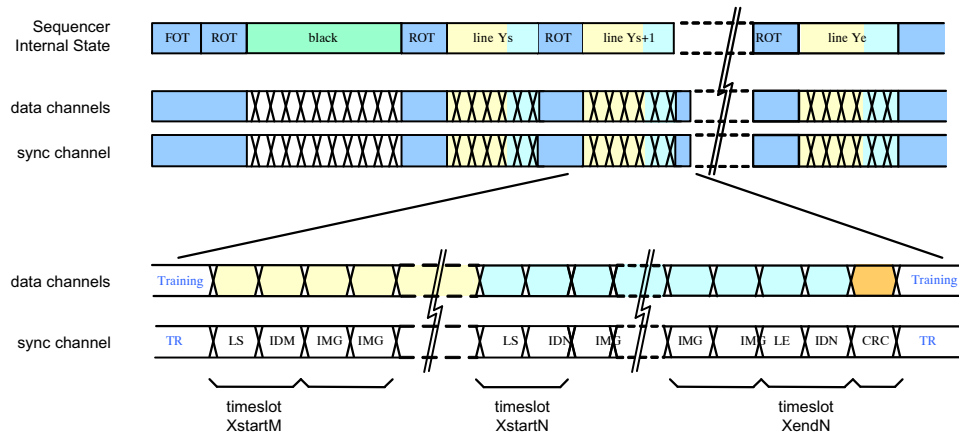 Sequencer
Internal State
FOT ROT black ROT line Ys ROT line Ys+1 ROT line Ye
data channels
sync channel
data channels Training Training
sync channel TR LS IDM IMG IMG LS IDN IMG IMG IMG LE IDN CRC TR
timeslot timeslot timeslot
XstartM XstartN XendN